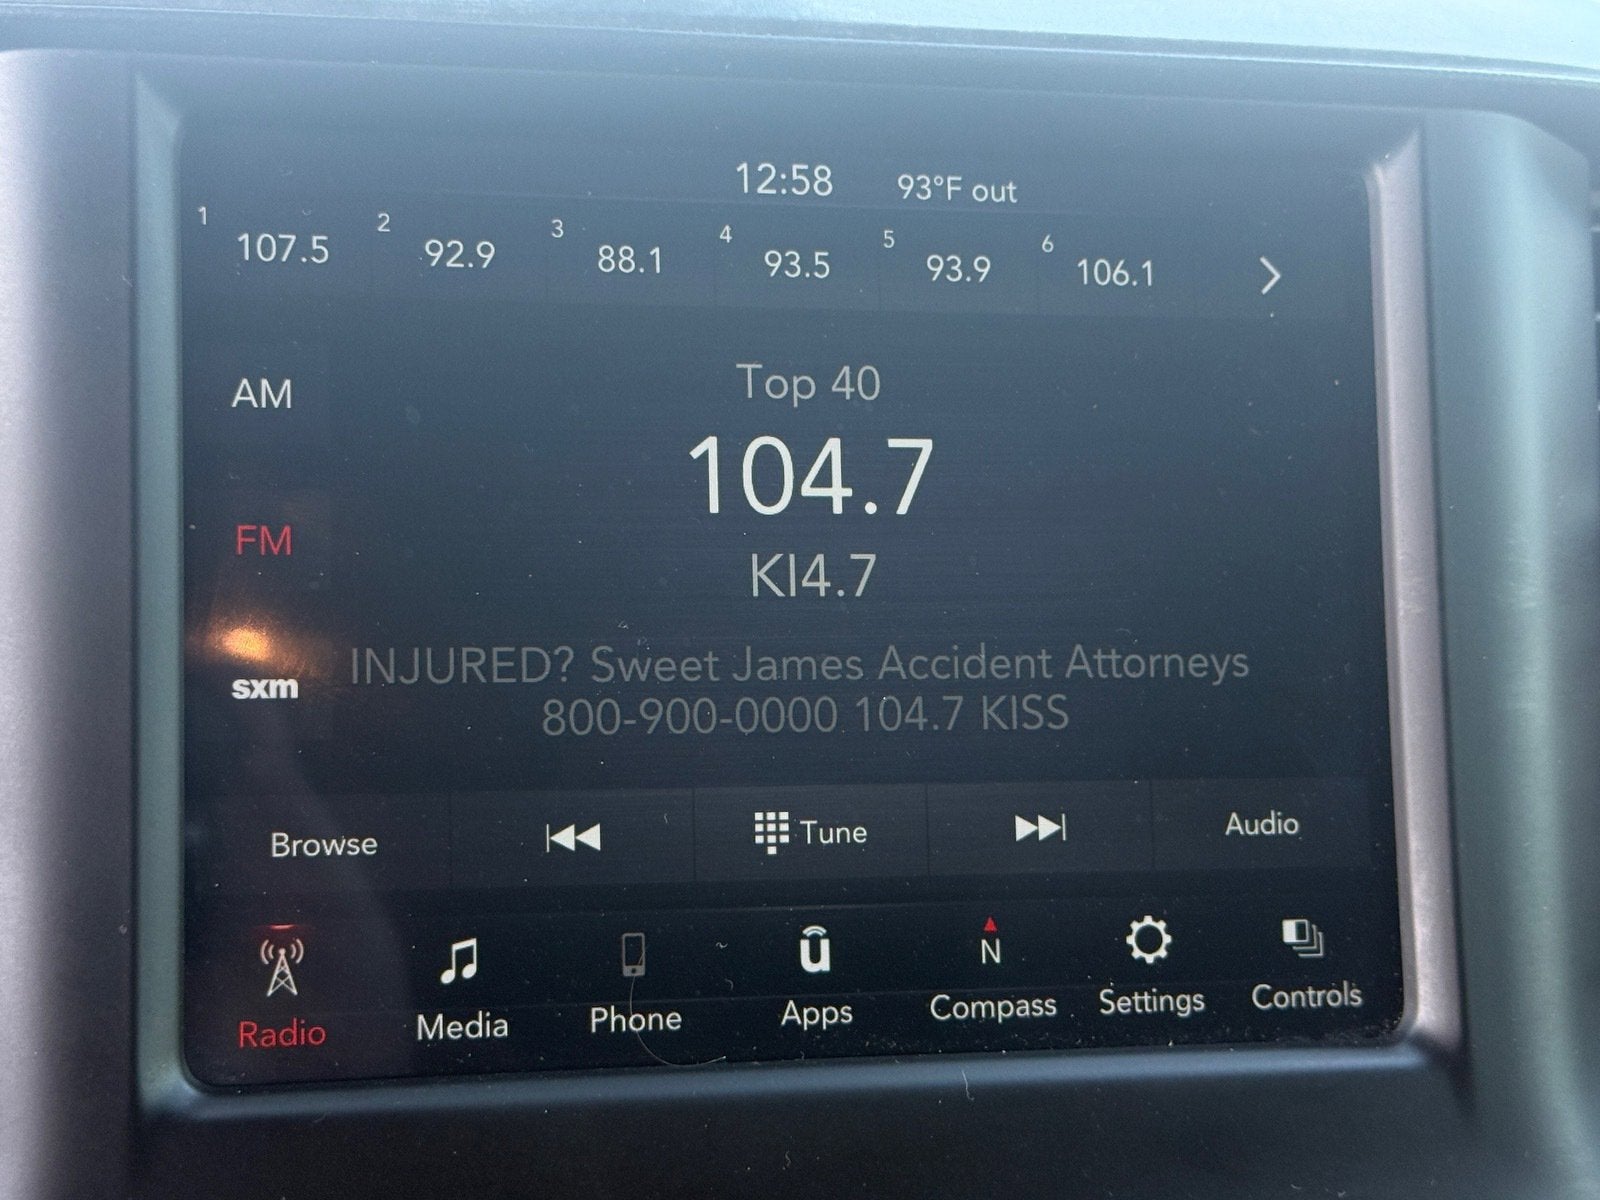 12:58 93°F out
1 107.5 2 92.9 3 88.1 4 93.5 5 93.9 6 106.1
AM
Top 40
104.7
FM
KI4.7
INJURED? Sweet James Accident Attorneys
sxm
800-900-0000 104.7 KISS
Browse Tune Audio
N
Radio Media Phone Apps Compass Settings Controls